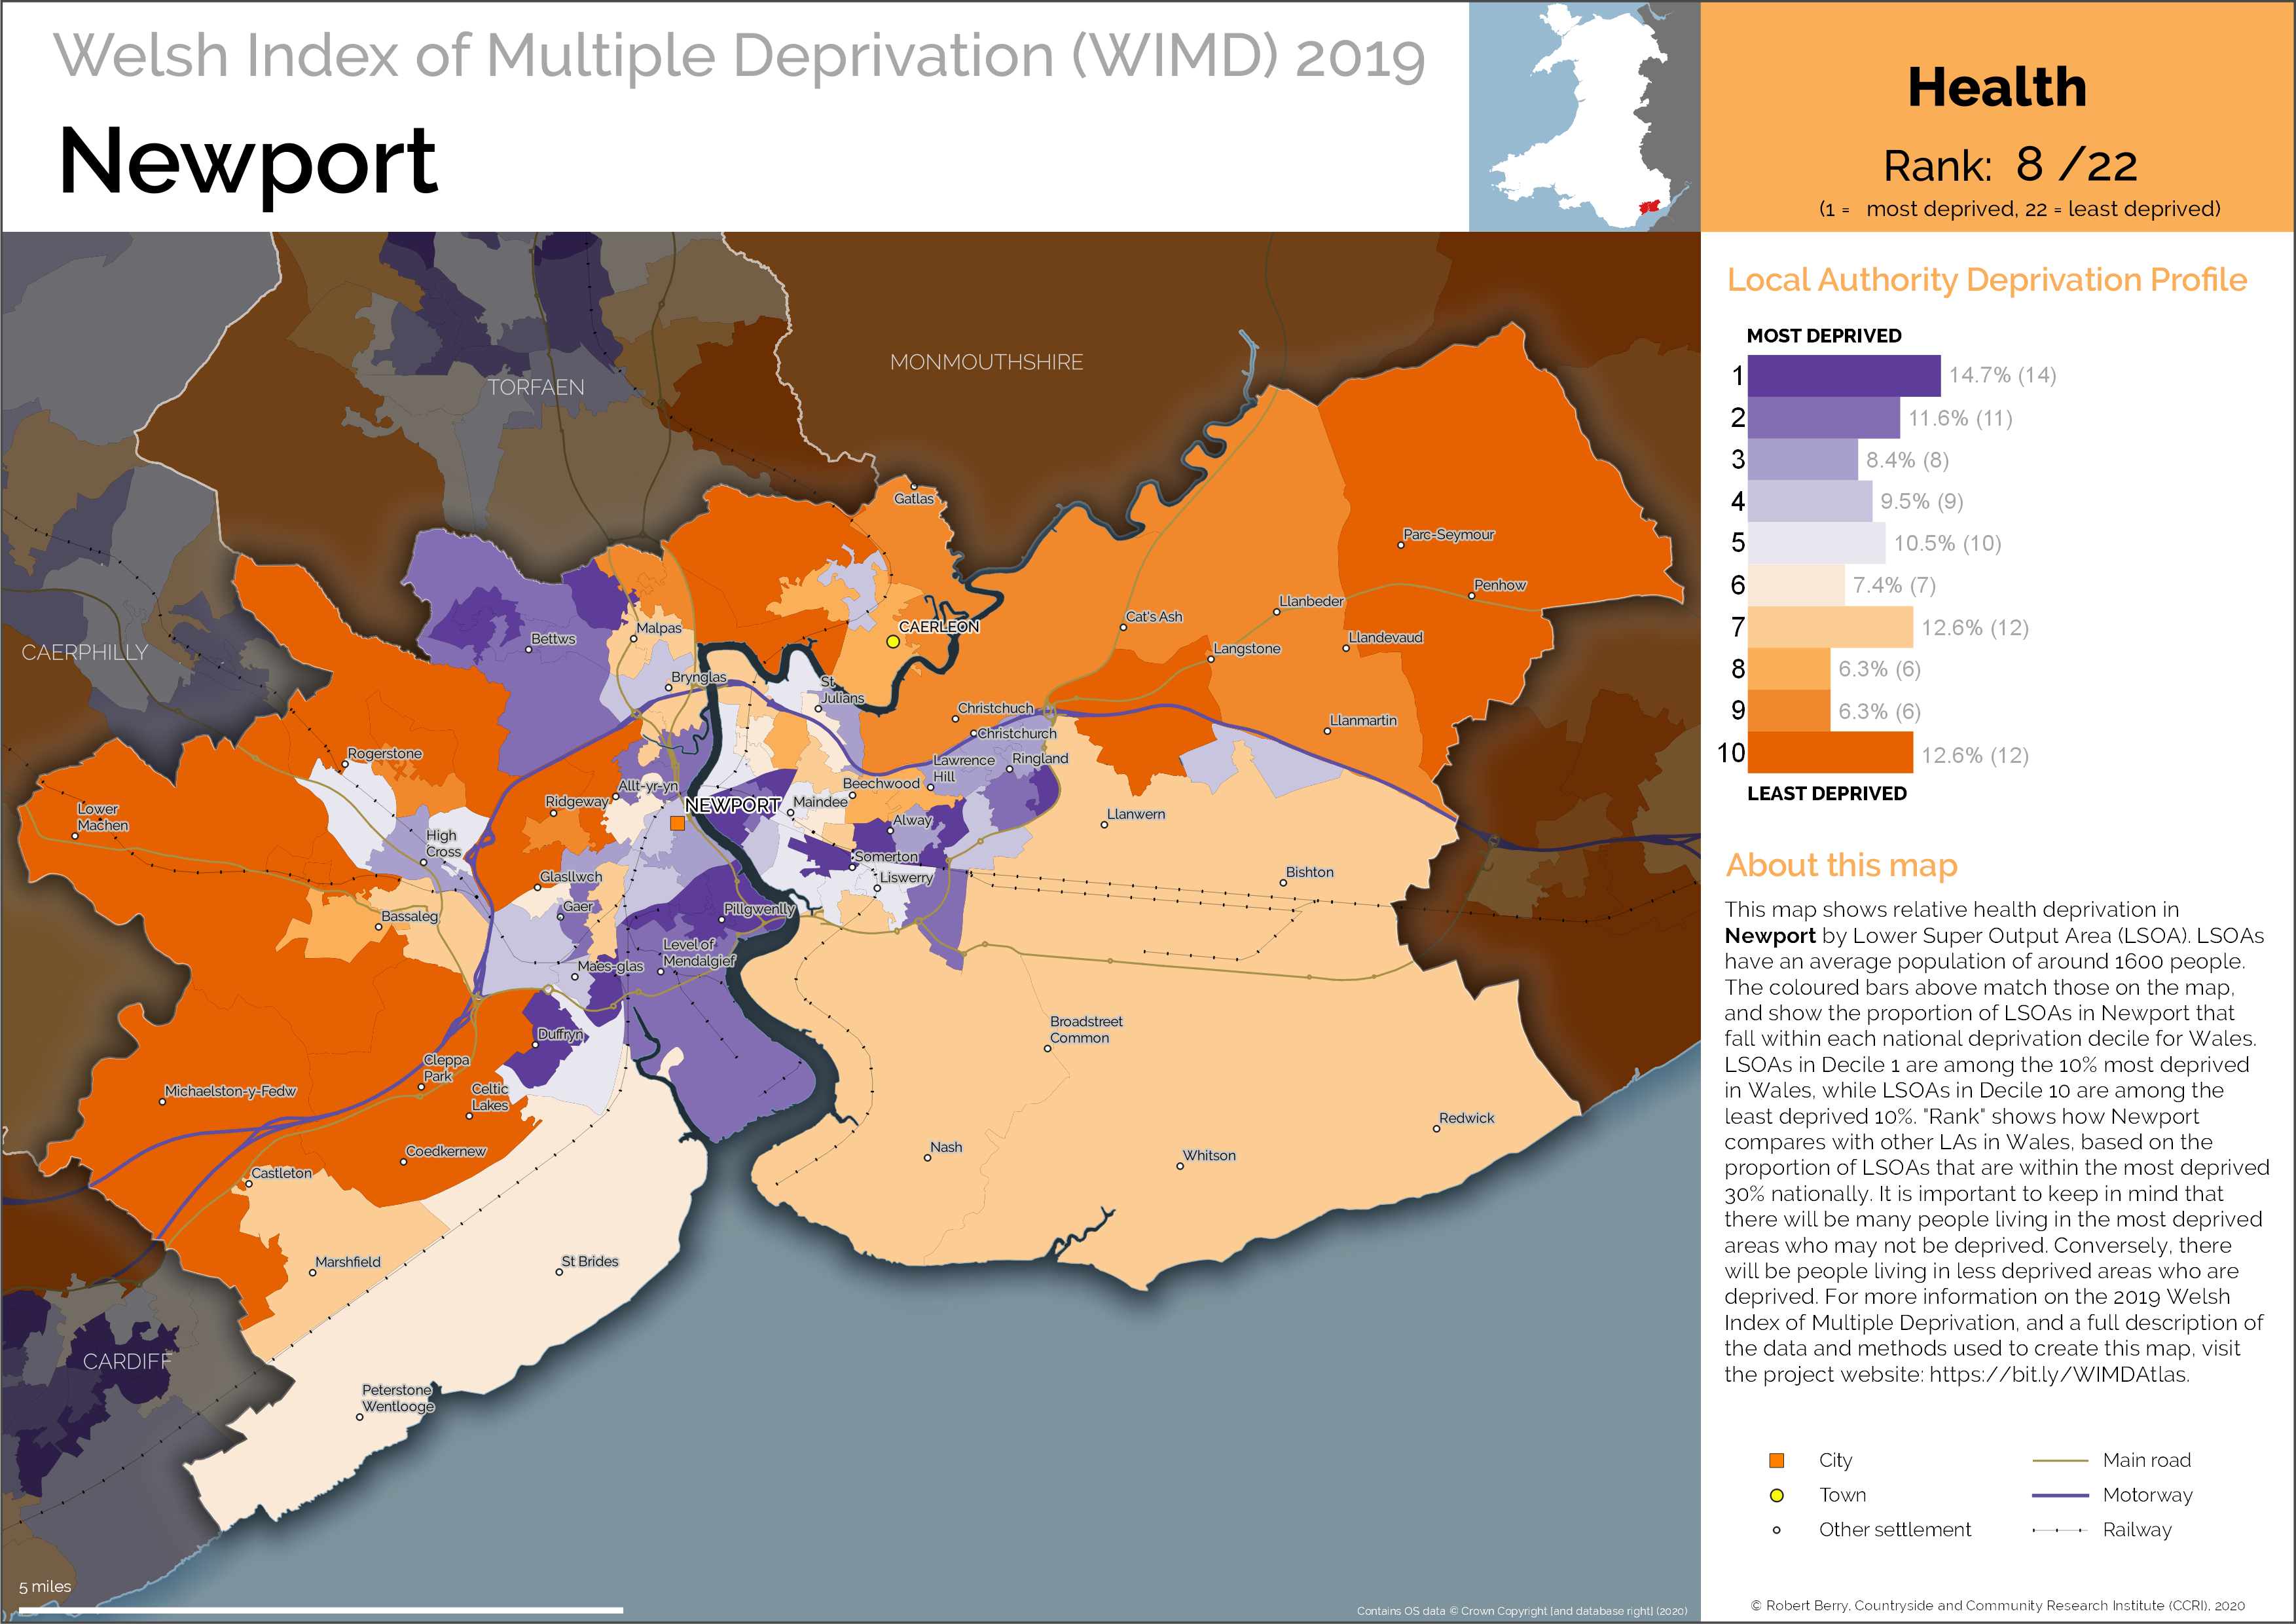 Welsh Index of Multiple Deprivation (WIMD) 2019
Newport
Health
Rank: 8 /22
(1 = most deprived, 22 = least deprived)
Local Authority Deprivation Profile
MOST DEPRIVED
1 14.7% (14)
2 11.6% (11)
3 8.4% (8)
4 9.5% (9)
5 10.5% (10)
6 7.4% (7)
7 12.6% (12)
8 6.3% (6)
9 6.3% (6)
10 12.6% (12)
LEAST DEPRIVED
About this map
This map shows relative health deprivation in
Newport by Lower Super Output Area (LSOA). LSOAs
have an average population of around 1600 people.
The coloured bars above match those on the map,
and show the proportion of LSOAs in Newport that
fall within each national deprivation decile for Wales.
LSOAs in Decile 1 are among the 10% most deprived
in Wales, while LSOAs in Decile 10 are among the
least deprived 10%. "Rank" shows how Newport
compares with other LAs in Wales, based on the
proportion of LSOAs that are within the most deprived
30% nationally. It is important to keep in mind that
there will be many people living in the most deprived
areas who may not be deprived. Conversely, there
will be people living in less deprived areas who are
deprived. For more information on the 2019 Welsh
Index of Multiple Deprivation, and a full description of
the data and methods used to create this map, visit
the project website: https://bit.ly/WIMDAtlas.
City
Town
Other settlement
Main road
Motorway
Railway
© Robert Berry, Countryside and Community Research Institute (CCRI), 2020
MONMOUTHSHIRE
TORFAEN
CAERPHILLY
CARDIFF
Gatlas
Parc-Seymour
Penhow
Llanbeder
Cat's Ash
CAERLEON
Malpas
Bettws
Llandevaud
Langstone
Brynglas
St
Julians
Christchuch
Llanmartin
Christchurch
Rogerstone
Lawrence
Hill
Ringland
Allt-yr-yn
Beechwood
Ridgeway
NEWPORT
Maindee
Lower
Machen
Llanwern
Alway
High
Cross
Somerton
Bishton
Glasllwch
Liswerry
Gaer
Pillgwenlly
Bassaleg
Level of
Mendalgief
Maes-glas
Duffryn
Broadstreet
Common
Cleppa
Park
Michaelston-y-Fedw
Celtic
Lakes
Redwick
Coedkernew
Nash
Whitson
Castleton
Marshfield
St Brides
Peterstone
Wentlooge
5 miles
Contains OS data © Crown Copyright [and database right] (2020)